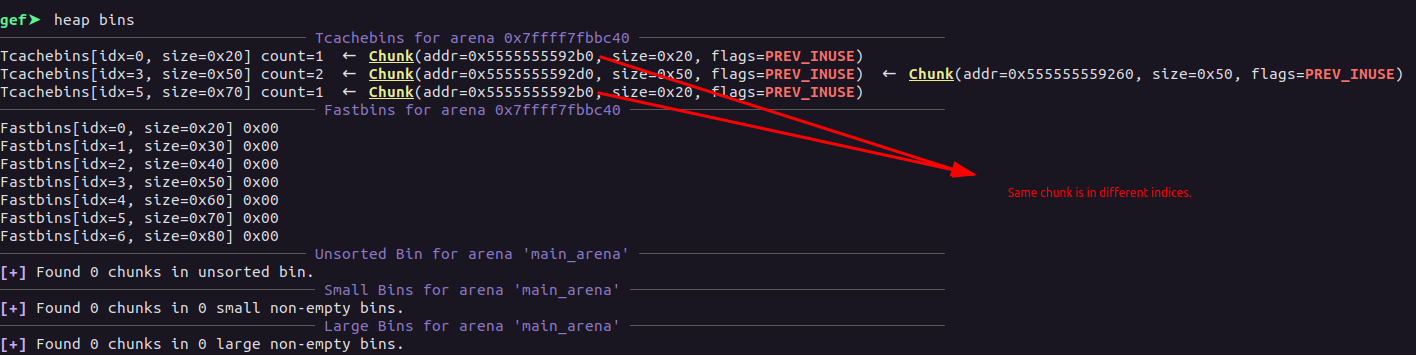 gef➤ heap bins
Tcachebins for arena 0x7ffff7fbbc40
Tcachebins[idx=0, size=0x20] count=1 ← Chunk(addr=0x5555555592b0, size=0x20, flags=PREV_INUSE)
Tcachebins[idx=3, size=0x50] count=2 ← Chunk(addr=0x5555555592d0, size=0x50, flags=PREV_INUSE) ← Chunk(addr=0x555555559260, size=0x50, flags=PREV_INUSE)
Tcachebins[idx=5, size=0x70] count=1 ← Chunk(addr=0x5555555592b0, size=0x20, flags=PREV_INUSE)
Fastbins for arena 0x7ffff7fbbc40
Fastbins[idx=0, size=0x20] 0x00
Fastbins[idx=1, size=0x30] 0x00
Fastbins[idx=2, size=0x40] 0x00
Fastbins[idx=3, size=0x50] 0x00
Same chunk is in different indices.
Fastbins[idx=4, size=0x60] 0x00
Fastbins[idx=5, size=0x70] 0x00
Fastbins[idx=6, size=0x80] 0x00
Unsorted Bin for arena 'main_arena'
[+] Found 0 chunks in unsorted bin.
Small Bins for arena 'main_arena'
[+] Found 0 chunks in 0 small non-empty bins.
Large Bins for arena 'main_arena'
[+] Found 0 chunks in 0 large non-empty bins.